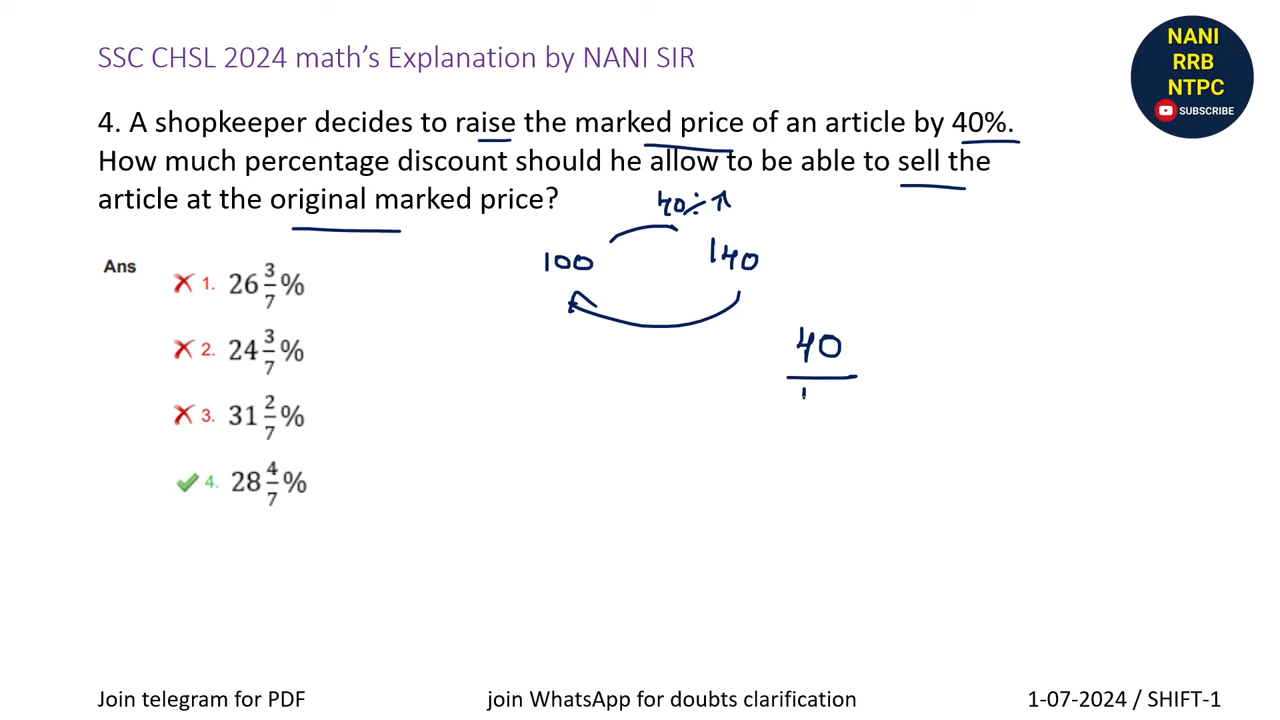 SSC CHSL 2024 math’s Explanation by NANI SIR
NANI
RRB
NTPC
SUBSCRIBE
4. A shopkeeper decides to raise the marked price of an article by 40%.
How much percentage discount should he allow to be able to sell the
article at the original marked price?
40% ↑
100 140
40
Ans
1. 26 3/7 %
2. 24 3/7 %
3. 31 2/7 %
4. 28 4/7 %
Join telegram for PDF join WhatsApp for doubts clarification 1-07-2024 / SHIFT-1